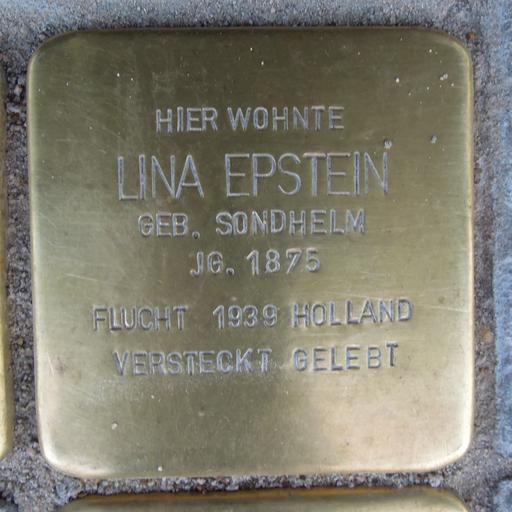 HIER WOHNTE
LINA EPSTEIN
GEB. SONDHELM
JG. 1875
FLUCHT 1939 HOLLAND
VERSTECKT GELEBT